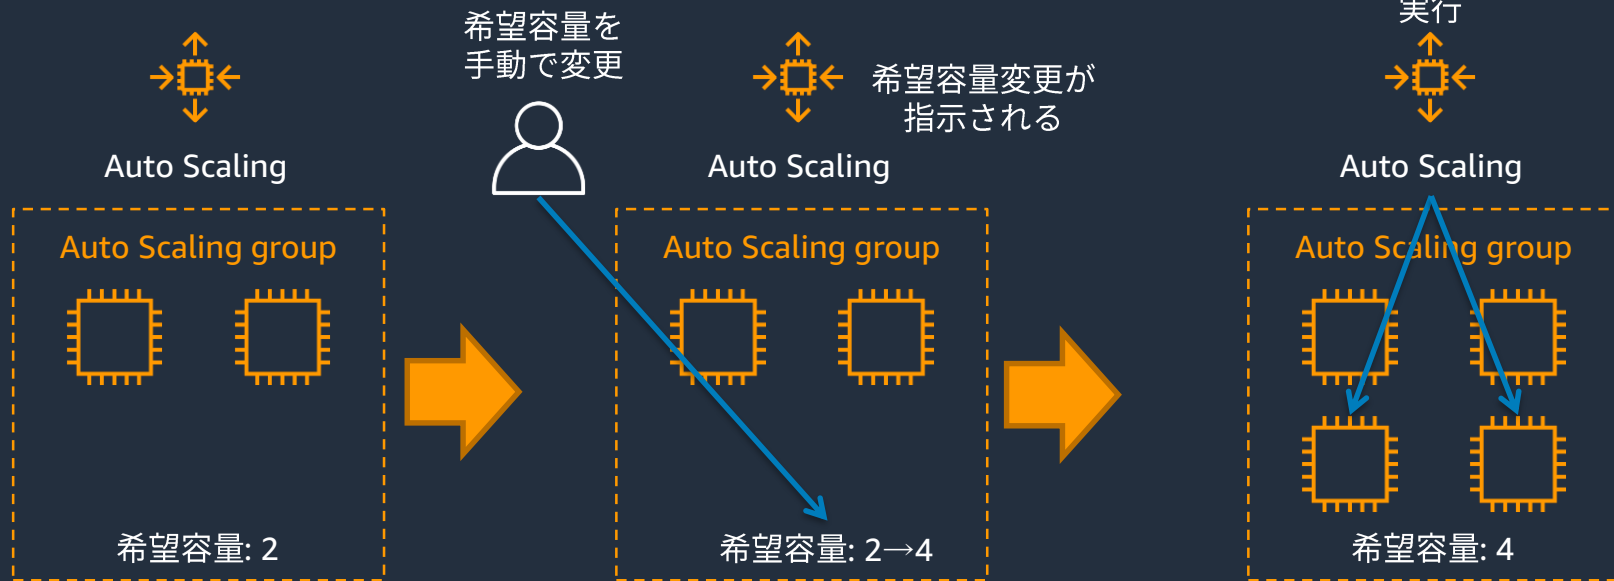 希望容量を
手動で変更
実行
希望容量変更が
指示される
Auto Scaling
Auto Scaling
Auto Scaling
Auto Scaling group
Auto Scaling group
Auto Scaling group
希望容量: 2
希望容量: 2→4
希望容量: 4